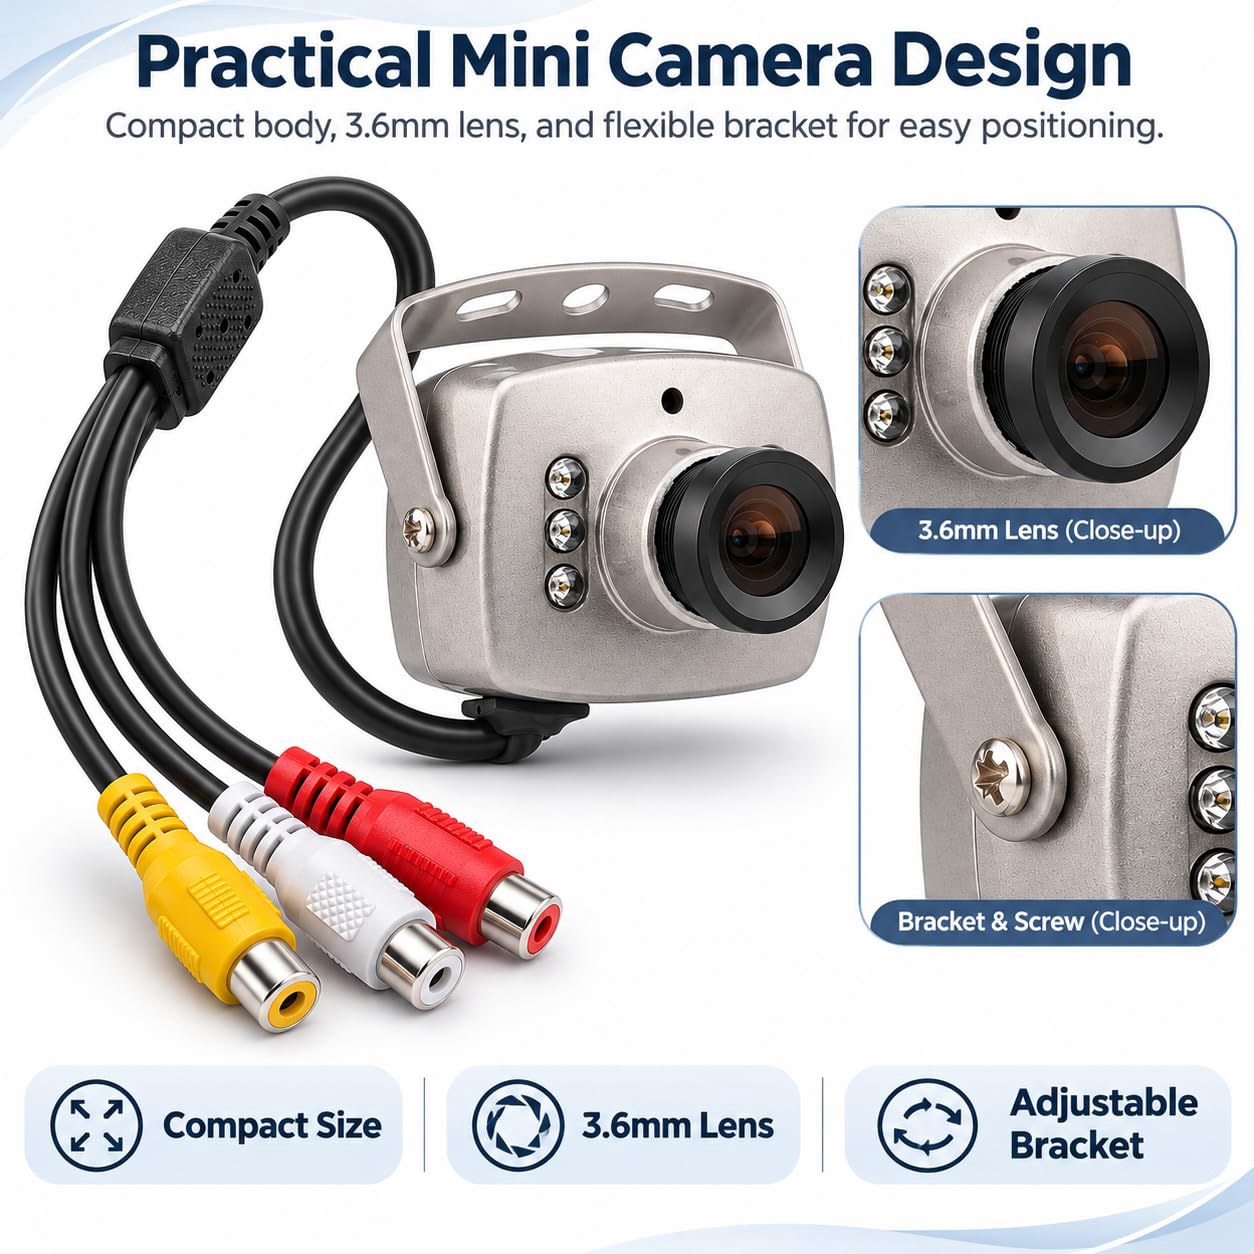 Practical Mini Camera Design
Compact body, 3.6mm lens, and flexible bracket for easy positioning.
3.6mm Lens (Close-up)
Bracket & Screw (Close-up)
Compact Size
3.6mm Lens
Adjustable
Bracket